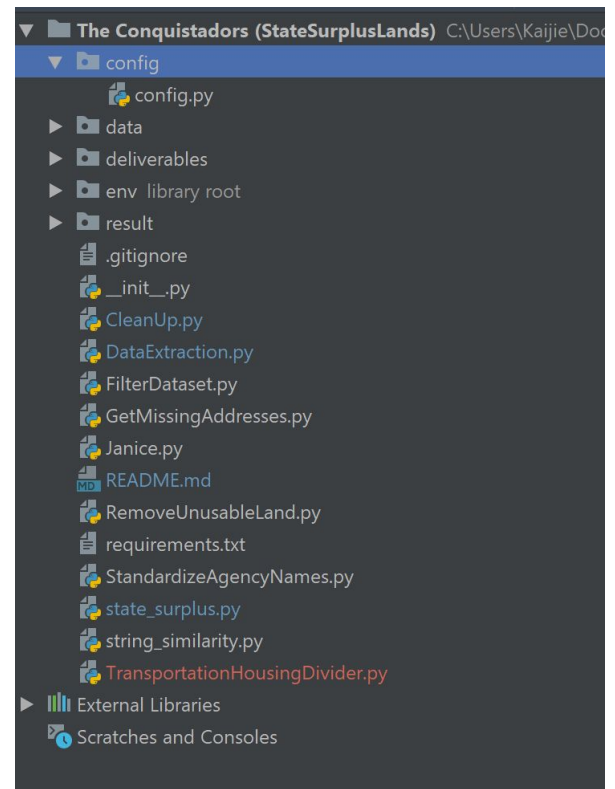 The Conquistadors (StateSurplusLands) C:\Users\Kaijie\Doc
config
config.py
data
deliverables
env library root
result
.gitignore
__init__.py
CleanUp.py
DataExtraction.py
FilterDataset.py
GetMissingAddresses.py
Janice.py
MD README.md
RemoveUnusableLand.py
requirements.txt
StandardizeAgencyNames.py
state_surplus.py
string_similarity.py
TransportationHousingDivider.py
External Libraries
Scratches and Consoles